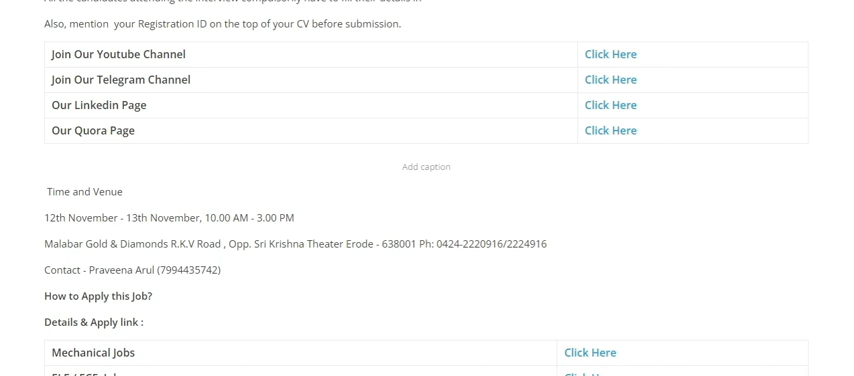 Also, mention  your Registration ID on the top of your CV before submission.
Join Our Youtube Channel Click Here
Join Our Telegram Channel Click Here
Our Linkedin Page Click Here
Our Quora Page Click Here
Add caption
Time and Venue
12th November - 13th November, 10.00 AM - 3.00 PM
Malabar Gold & Diamonds R.K.V Road , Opp. Sri Krishna Theater Erode - 638001 Ph: 0424-2220916/2224916
Contact - Praveena Arul (7994435742)
How to Apply this Job?
Details & Apply link :
Mechanical Jobs Click Here